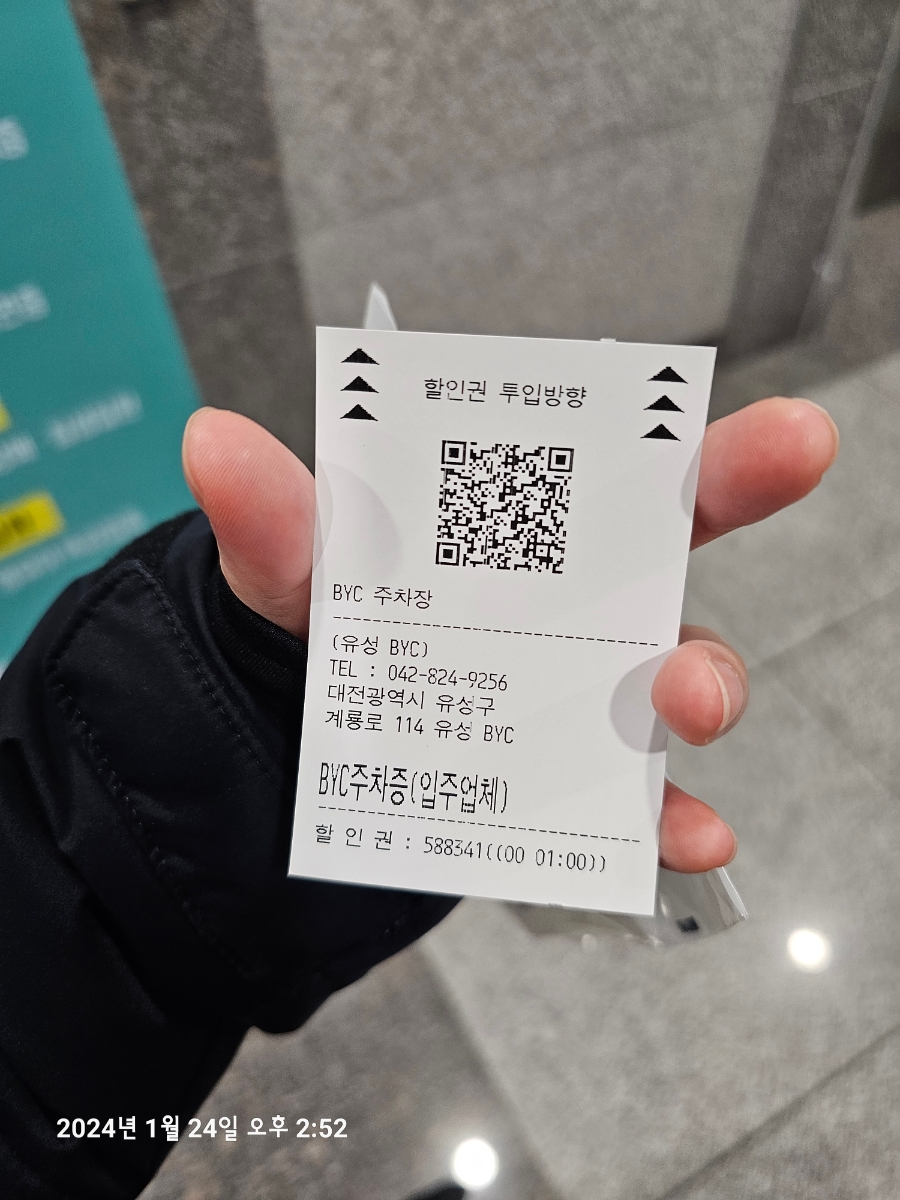 할인권 투입방향
BYC 주차장
(유성 BYC)
TEL : 042-824-9256
대전광역시 유성구
계룡로 114 유성 BYC
BYC주차증(입주업체)
할 인 권 : 588341((00 01:00))
2024년 1월 24일 오후 2:52